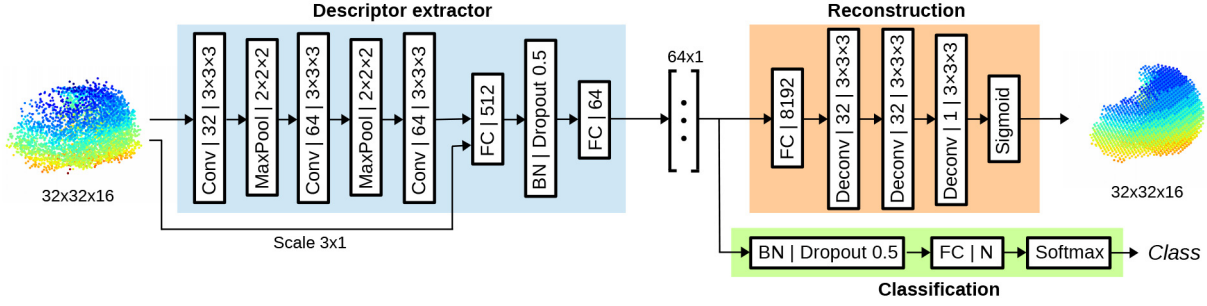 Descriptor extractor
Reconstruction
32x32x16
Conv | 32 | 3×3×3
MaxPool | 2×2×2
Conv | 64 | 3×3×3
MaxPool | 2×2×2
Conv | 64 | 3×3×3
Scale 3x1
FC | 512
BN | Dropout 0.5
FC | 64
64x1
FC | 8192
Deconv | 32 | 3×3×3
Deconv | 32 | 3×3×3
Deconv | 1 | 3×3×3
Sigmoid
32x32x16
BN | Dropout 0.5
FC | N
Softmax
Class
Classification